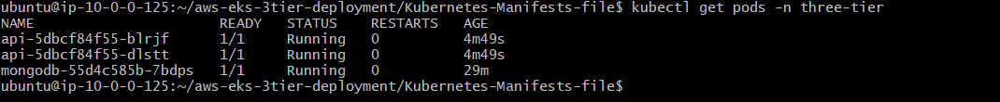 ubuntu@ip-10-0-0-125:~/aws-eks-3tier-deployment/Kubernetes-Manifests-file$ kubectl get pods -n three-tier
NAME READY STATUS RESTARTS AGE
api-5dbcf84f55-blrjf 1/1 Running 0 4m49s
api-5dbcf84f55-dlstt 1/1 Running 0 4m49s
mongodb-55d4c585b-7bdps 1/1 Running 0 29m
ubuntu@ip-10-0-0-125:~/aws-eks-3tier-deployment/Kubernetes-Manifests-file$